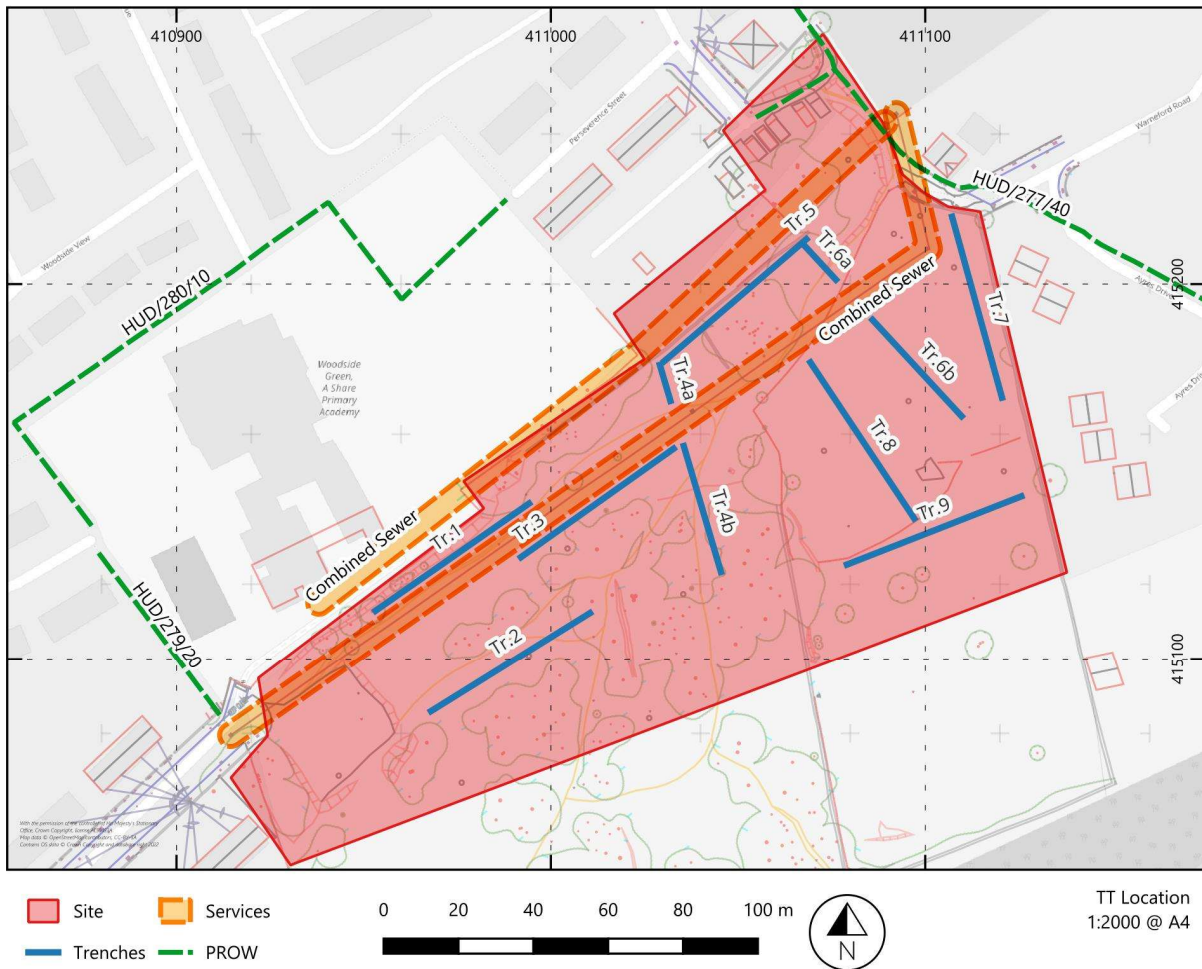 410900
411000
411100
Perseverence Street
Warneford Road
HUD/277/40
Woodside View
HUD/280/10
Tr.5
Tr.6a
Combined Sewer
Ayres Drive
415200
Tr.7
Woodside
Green,
A Share
Primary
Academy
Tr.4a
Tr.6b
Tr.8
Tr.9
Combined Sewer
Tr.1
Tr.3
Tr.4b
HUD/279/20
Tr.2
415100
Site
Services
Trenches
PROW
0 20 40 60 80 100 m
N
TT Location
1:2000 @ A4